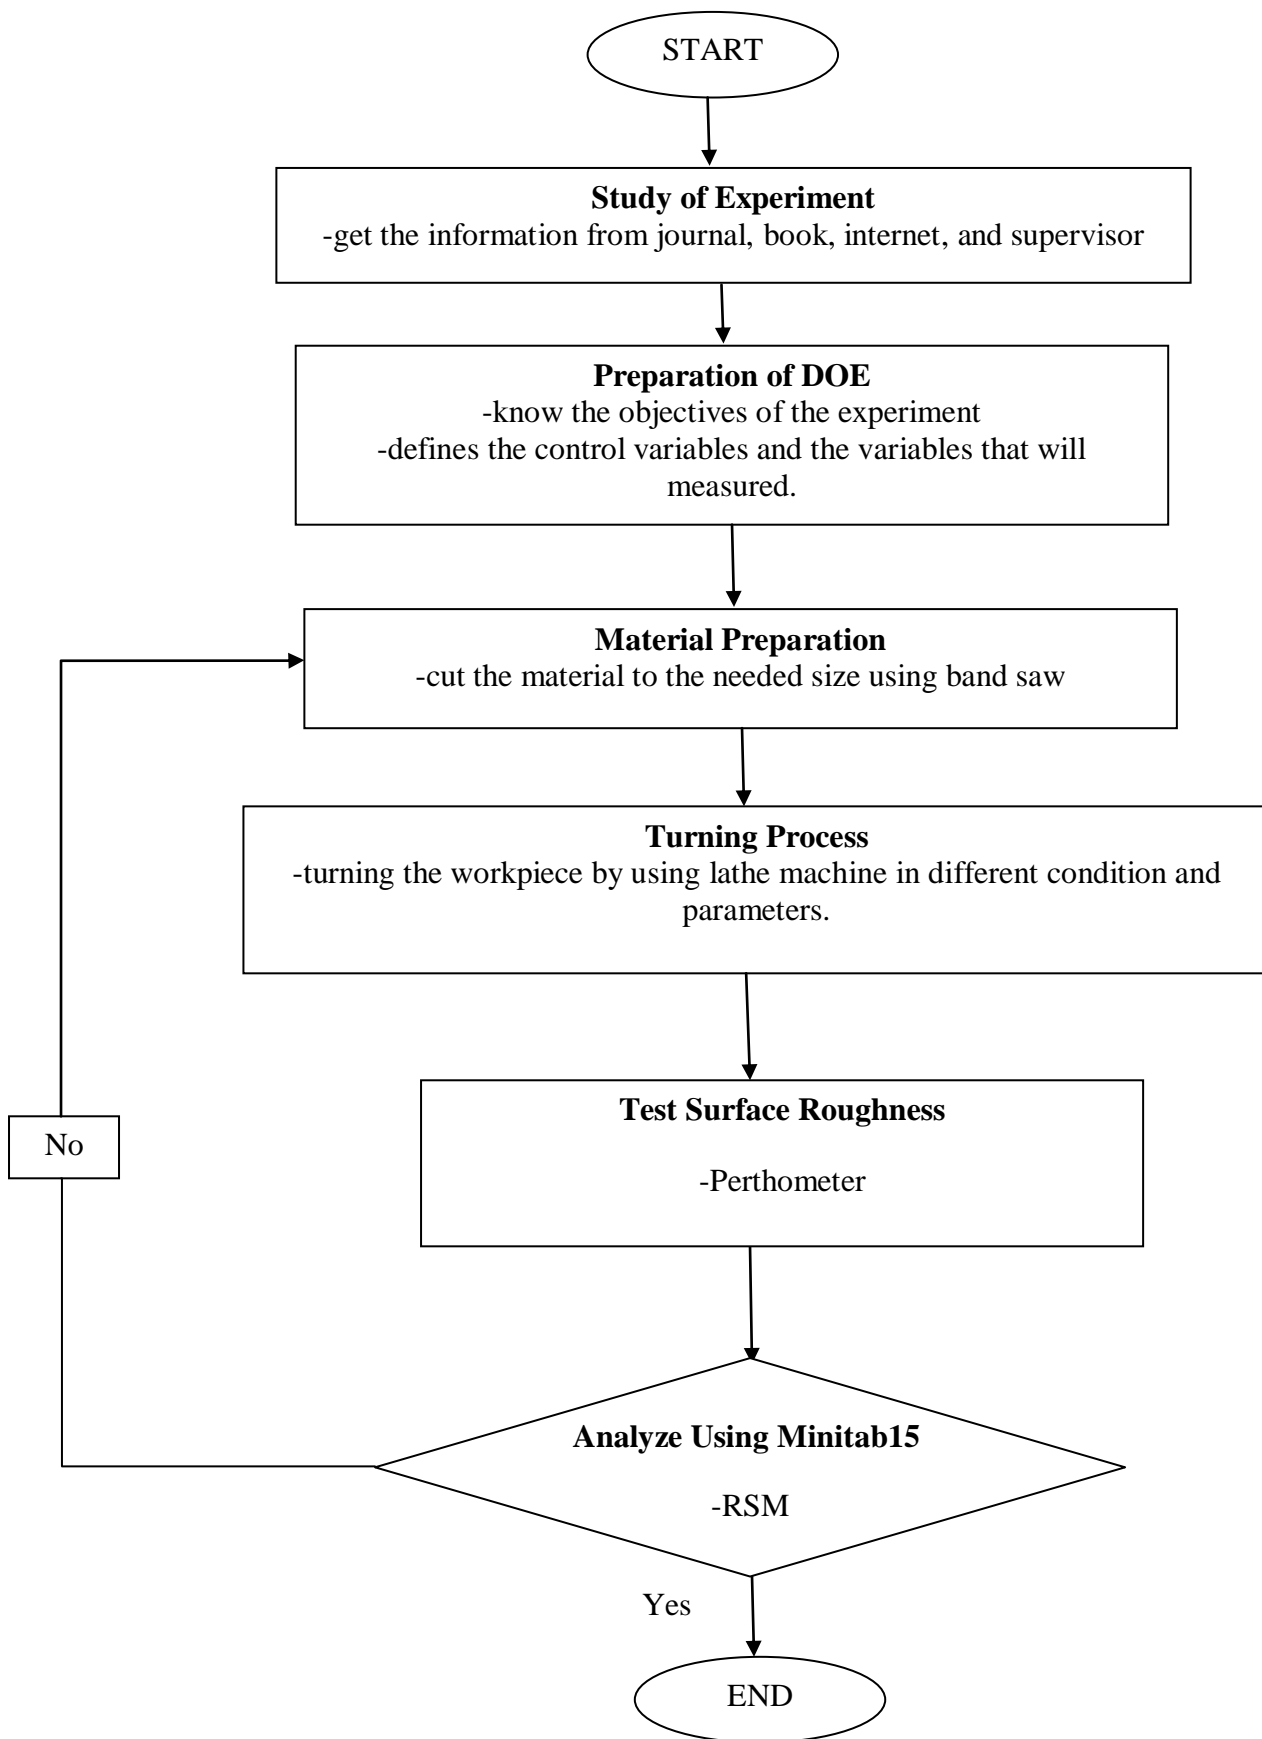 START
Study of Experiment
-get the information from journal, book, internet, and supervisor
Preparation of DOE
-know the objectives of the experiment
-defines the control variables and the variables that will
measured.
Material Preparation
-cut the material to the needed size using band saw
Turning Process
-turning the workpiece by using lathe machine in different condition and
parameters.
Test Surface Roughness
-Perthometer
No
Analyze Using Minitab15
-RSM
Yes
END